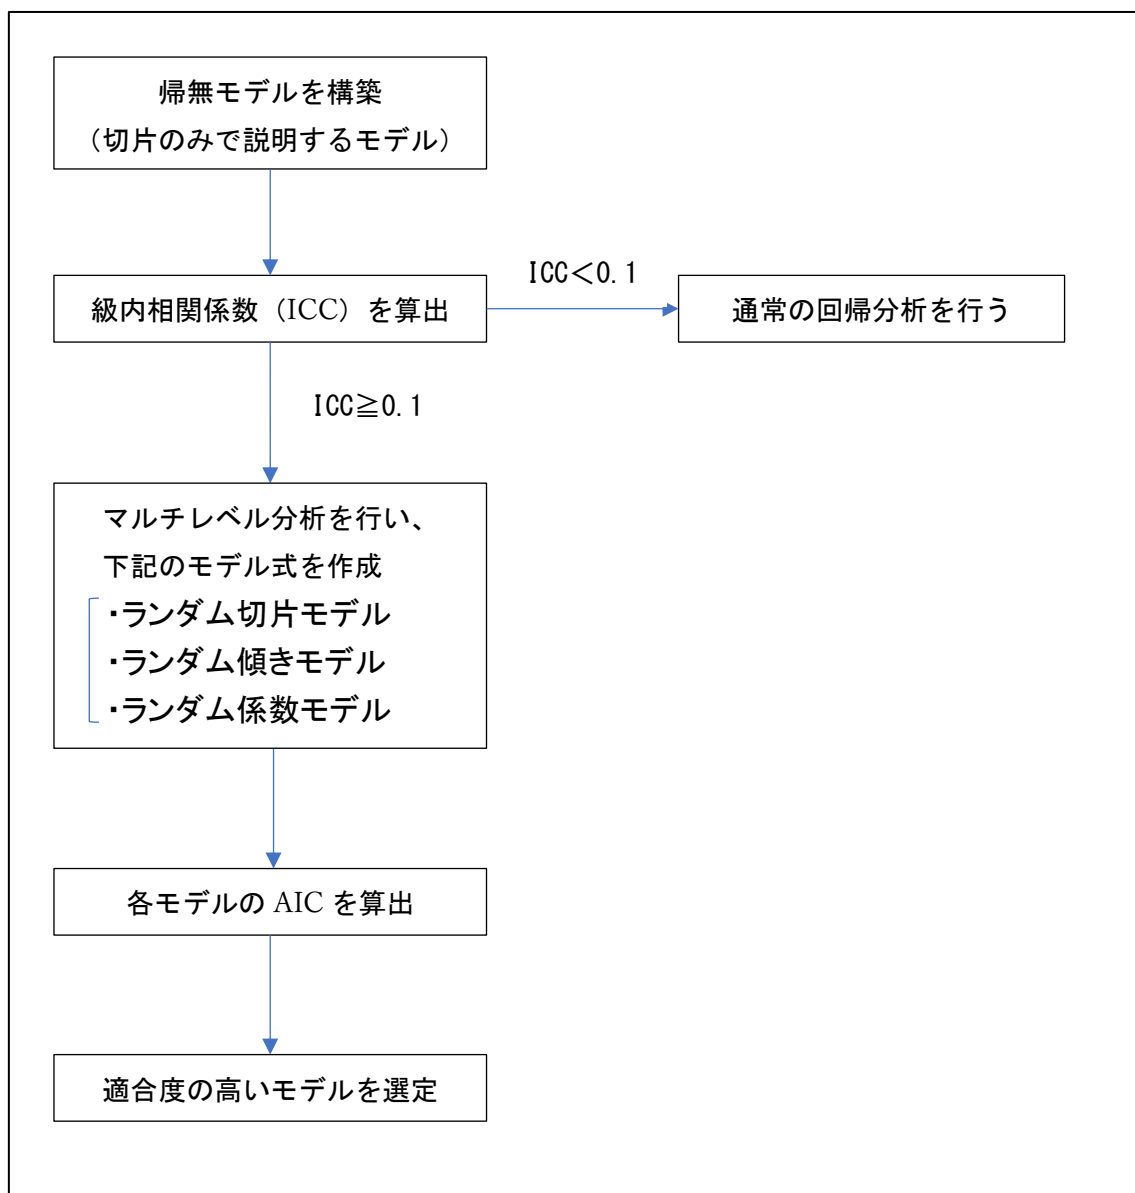 帰無モデルを構築
（切片のみで説明するモデル）
ICC＜0.1
級内相関係数（ICC）を算出
通常の回帰分析を行う
ICC≧0.1
マルチレベル分析を行い、
下記のモデル式を作成
・ランダム切片モデル
・ランダム傾きモデル
・ランダム係数モデル
各モデルの AIC を算出
適合度の高いモデルを選定